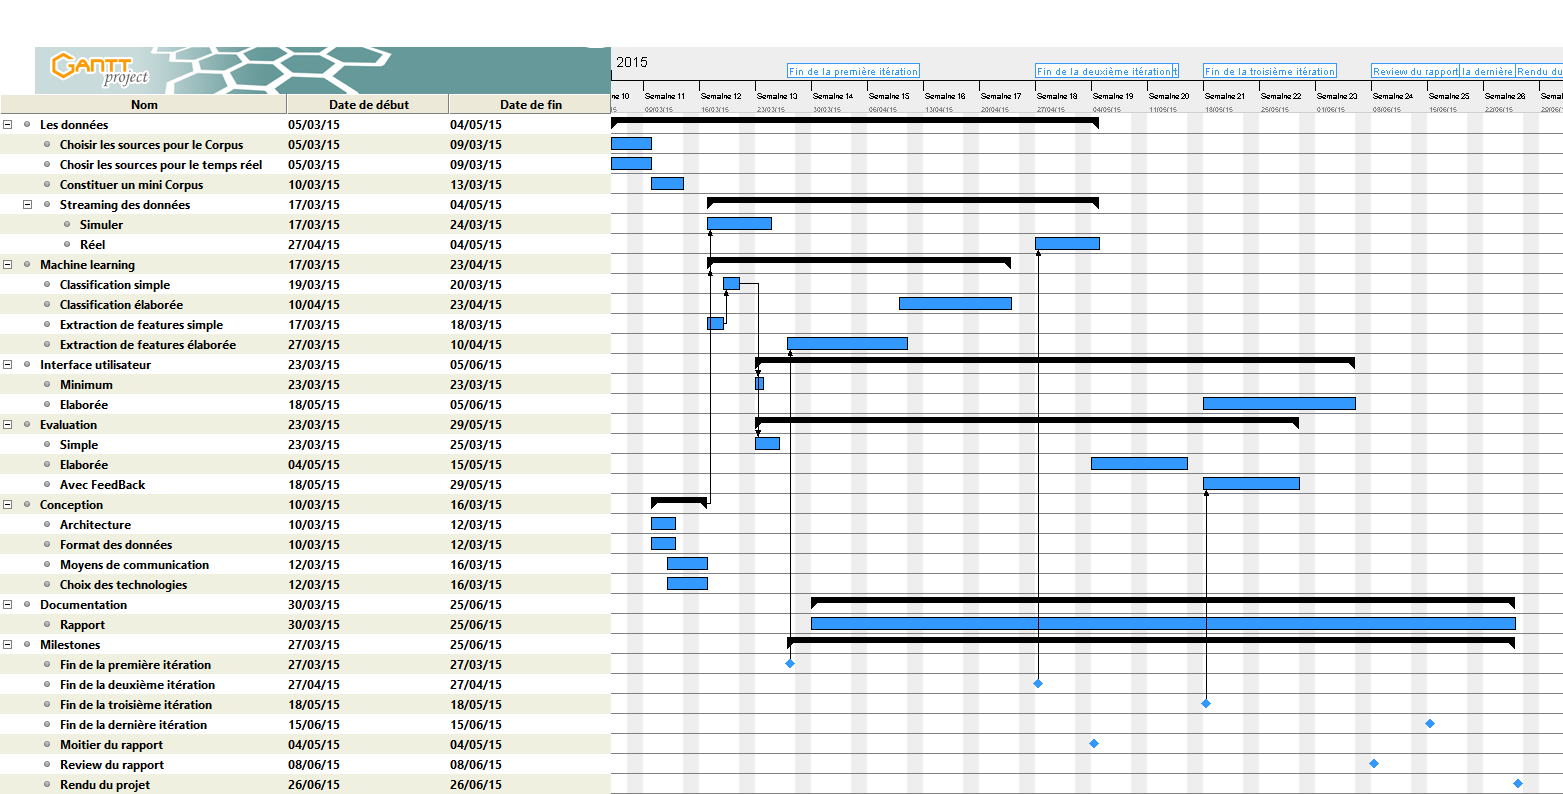 GANTT
project
2015
Fin de la première itération
Fin de la deuxième itération
Fin de la troisième itération
Review du rapport
la dernière
Rendu du
ne 10 Semaine 11 Semaine 12 Semaine 13 Semaine 14 Semaine 15 Semaine 16 Semaine 17 Semaine 18 Semaine 19 Semaine 20 Semaine 21 Semaine 22 Semaine 23 Semaine 24 Semaine 25 Semaine 26 Semai
15 09/03/15 16/03/15 23/03/15 30/03/15 06/04/15 13/04/15 20/04/15 27/04/15 04/05/15 11/05/15 18/05/15 25/05/15 01/06/15 08/06/15 15/06/15 22/06/15 29/06/1
Nom Date de début Date de fin
Les données 05/03/15 04/05/15
Choisir les sources pour le Corpus 05/03/15 09/03/15
Chosir les sources pour le temps réel 05/03/15 09/03/15
Constituer un mini Corpus 10/03/15 13/03/15
Streaming des données 17/03/15 04/05/15
Simuler 17/03/15 24/03/15
Réel 27/04/15 04/05/15
Machine learning 17/03/15 23/04/15
Classification simple 19/03/15 20/03/15
Classification élaborée 10/04/15 23/04/15
Extraction de features simple 17/03/15 18/03/15
Extraction de features élaborée 27/03/15 10/04/15
Interface utilisateur 23/03/15 05/06/15
Minimum 23/03/15 23/03/15
Elaborée 18/05/15 05/06/15
Evaluation 23/03/15 29/05/15
Simple 23/03/15 25/03/15
Elaborée 04/05/15 15/05/15
Avec FeedBack 18/05/15 29/05/15
Conception 10/03/15 16/03/15
Architecture 10/03/15 12/03/15
Format des données 10/03/15 12/03/15
Moyens de communication 12/03/15 16/03/15
Choix des technologies 12/03/15 16/03/15
Documentation 30/03/15 25/06/15
Rapport 30/03/15 25/06/15
Milestones 27/03/15 25/06/15
Fin de la première itération 27/03/15 27/03/15
Fin de la deuxième itération 27/04/15 27/04/15
Fin de la troisième itération 18/05/15 18/05/15
Fin de la dernière itération 15/06/15 15/06/15
Moitier du rapport 04/05/15 04/05/15
Review du rapport 08/06/15 08/06/15
Rendu du projet 26/06/15 26/06/15